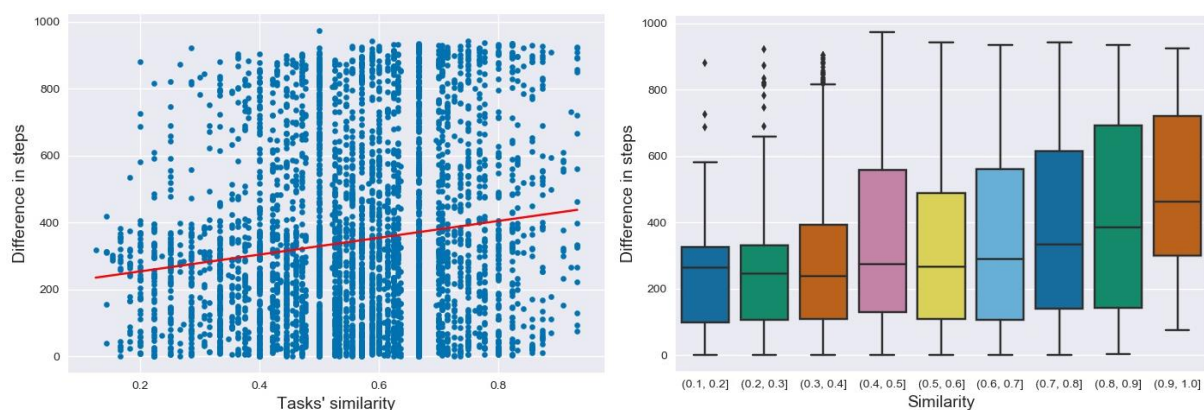 1000
800
600
400
200
0
Difference in steps
0.2 0.4 0.6 0.8
Tasks' similarity
1000
800
600
400
200
0
Difference in steps
(0.1, 0.2] (0.2, 0.3] (0.3, 0.4] (0.4, 0.5] (0.5, 0.6] (0.6, 0.7] (0.7, 0.8] (0.8, 0.9] (0.9, 1.0]
Similarity